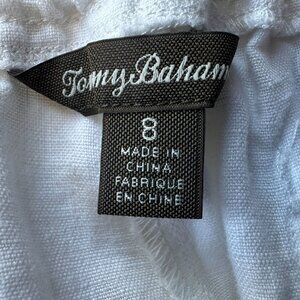 Tommy Baham
8
MADE IN
CHINA
FABRIQUE
EN CHINE